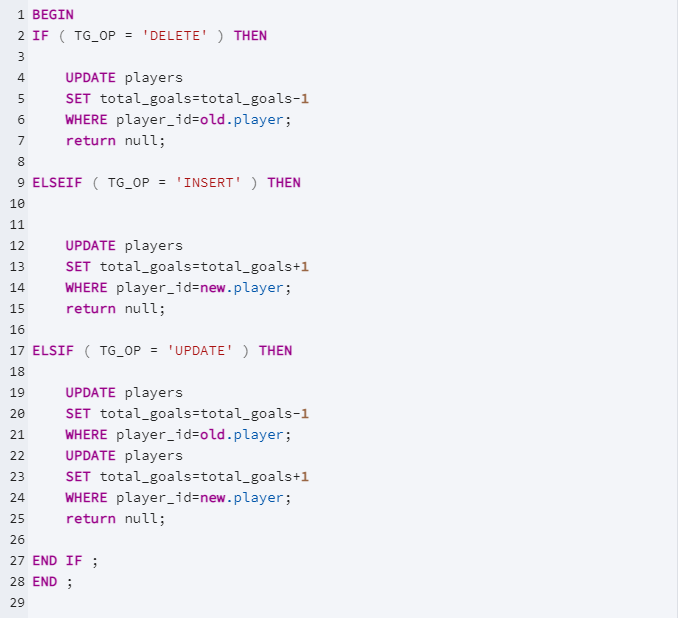 1 BEGIN
2 IF ( TG_OP = 'DELETE' ) THEN
3
4     UPDATE players
5     SET total_goals=total_goals-1
6     WHERE player_id=old.player;
7     return null;
8
9 ELSEIF ( TG_OP = 'INSERT' ) THEN
10
11
12     UPDATE players
13     SET total_goals=total_goals+1
14     WHERE player_id=new.player;
15     return null;
16
17 ELSIF ( TG_OP = 'UPDATE' ) THEN
18
19     UPDATE players
20     SET total_goals=total_goals-1
21     WHERE player_id=old.player;
22     UPDATE players
23     SET total_goals=total_goals+1
24     WHERE player_id=new.player;
25     return null;
26
27 END IF ;
28 END ;
29